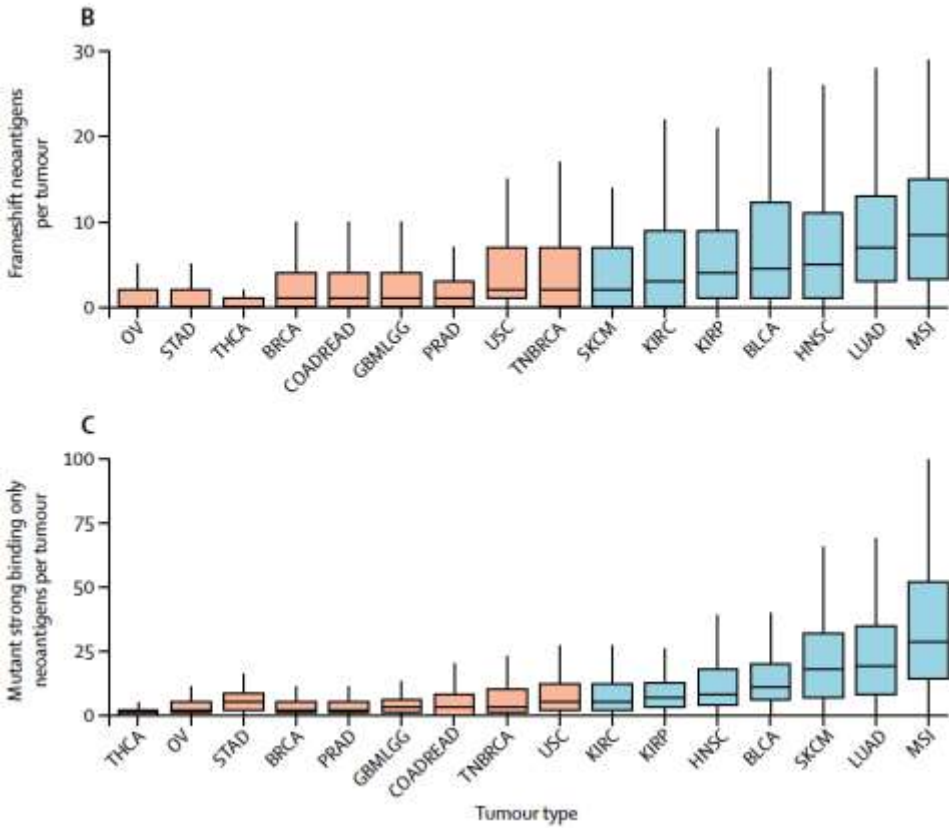 B
Frameshift neoantigens
per tumour
30
20
10
0
OV
STAD
THCA
BRCA
COADREAD
GBMLGG
PRAD
USC
TNBRCA
SKCM
KIRC
KIRP
BLCA
HNSC
LUAD
MSI
C
Mutant strong binding only
neoantigens per tumour
100
75
50
25
0
THCA
OV
STAD
BRCA
PRAD
GBMLGG
COADREAD
TNBRCA
USC
KIRC
KIRP
HNSC
BLCA
SKCM
LUAD
MSI
Tumour type